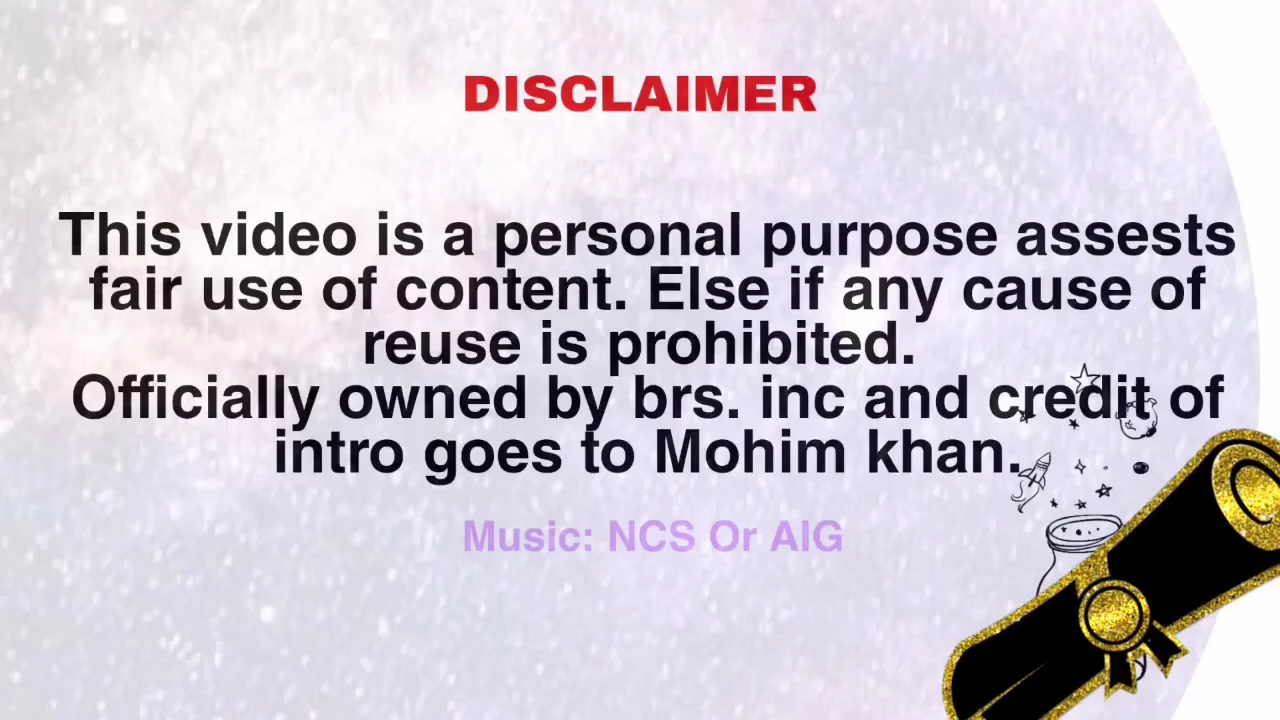 DISCLAIMER
This video is a personal purpose assests
fair use of content. Else if any cause of
reuse is prohibited.
Officially owned by brs. inc and credit of
intro goes to Mohim khan.
Music: NCS Or AIG